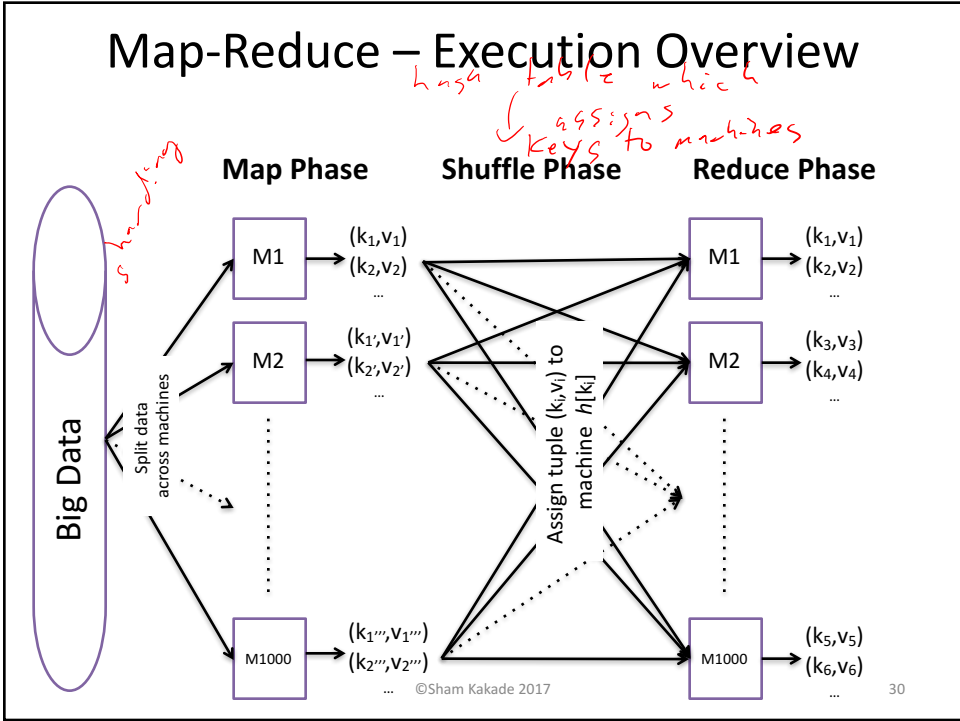 Map-Reduce – Execution Overview
hash table which
assigns
keys to machines
sharding
Map Phase
Shuffle Phase
Reduce Phase
Big Data
Split data
across machines
M1
(k₁,v₁)
(k₂,v₂)
…
M2
(k₁′,v₁′)
(k₂′,v₂′)
…
M1000
(k₁‴,v₁‴)
(k₂‴,v₂‴)
…
Assign tuple (kᵢ,vᵢ) to
machine h[kᵢ]
M1
(k₁,v₁)
(k₂,v₂)
…
M2
(k₃,v₃)
(k₄,v₄)
…
M1000
(k₅,v₅)
(k₆,v₆)
…
©Sham Kakade 2017
30